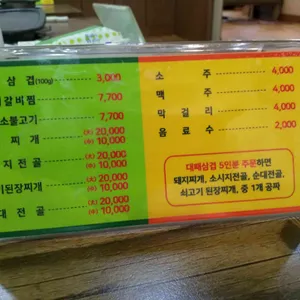 삼 겹(100g) 3,000
갈비찜 7,700
소불고기 7,700
찌 개 (大) 20,000
(小) 10,000
지전골 (大) 20,000
(小) 10,000
된장찌개 (大) 20,000
(小) 10,000
대 전 골 (大) 20,000
(小) 10,000
소 주 4,000
맥 주 4,000
막 걸 리 4,000
음 료 수 2,000
대패삼겹 5인분 주문하면
돼지찌개, 소시지전골, 순대전골,
쇠고기 된장찌개, 중 1개 공짜